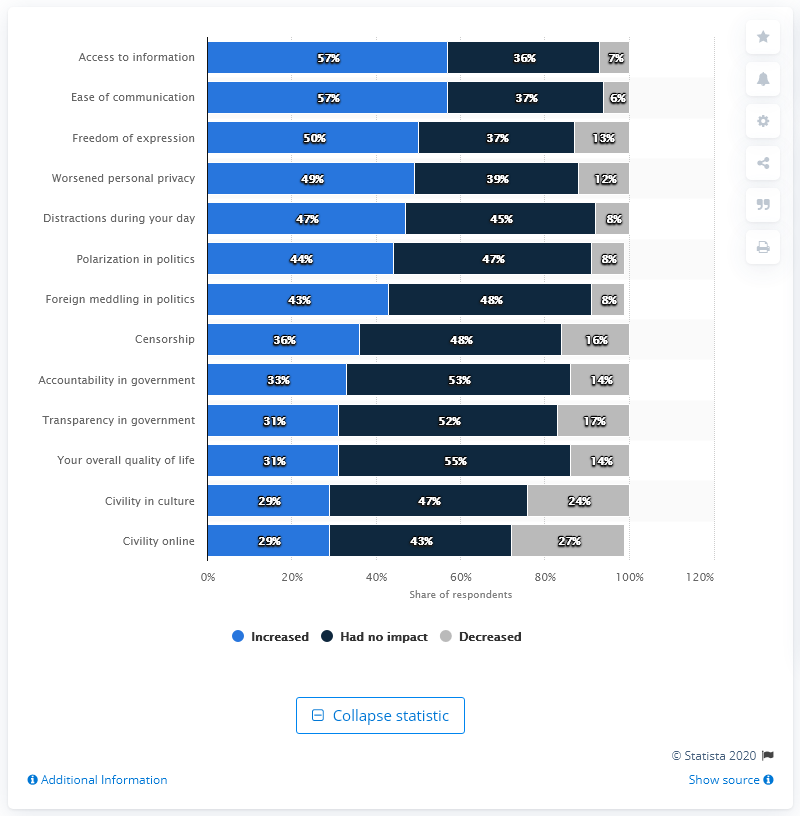 Access to information 57% 36% 7%
Ease of communication 57% 37% 6%
Freedom of expression 50% 37% 13%
Worsened personal privacy 49% 39% 12%
Distractions during your day 47% 45% 8%
Polarization in politics 44% 47% 8%
Foreign meddling in politics 43% 48% 8%
Censorship 36% 48% 16%
Accountability in government 33% 53% 14%
Transparency in government 31% 52% 17%
Your overall quality of life 31% 55% 14%
Civility in culture 29% 47% 24%
Civility online 29% 43% 27%
0% 20% 40% 60% 80% 100% 120%
Share of respondents
Increased Had no impact Decreased
Collapse statistic
© Statista 2020
Additional Information Show source